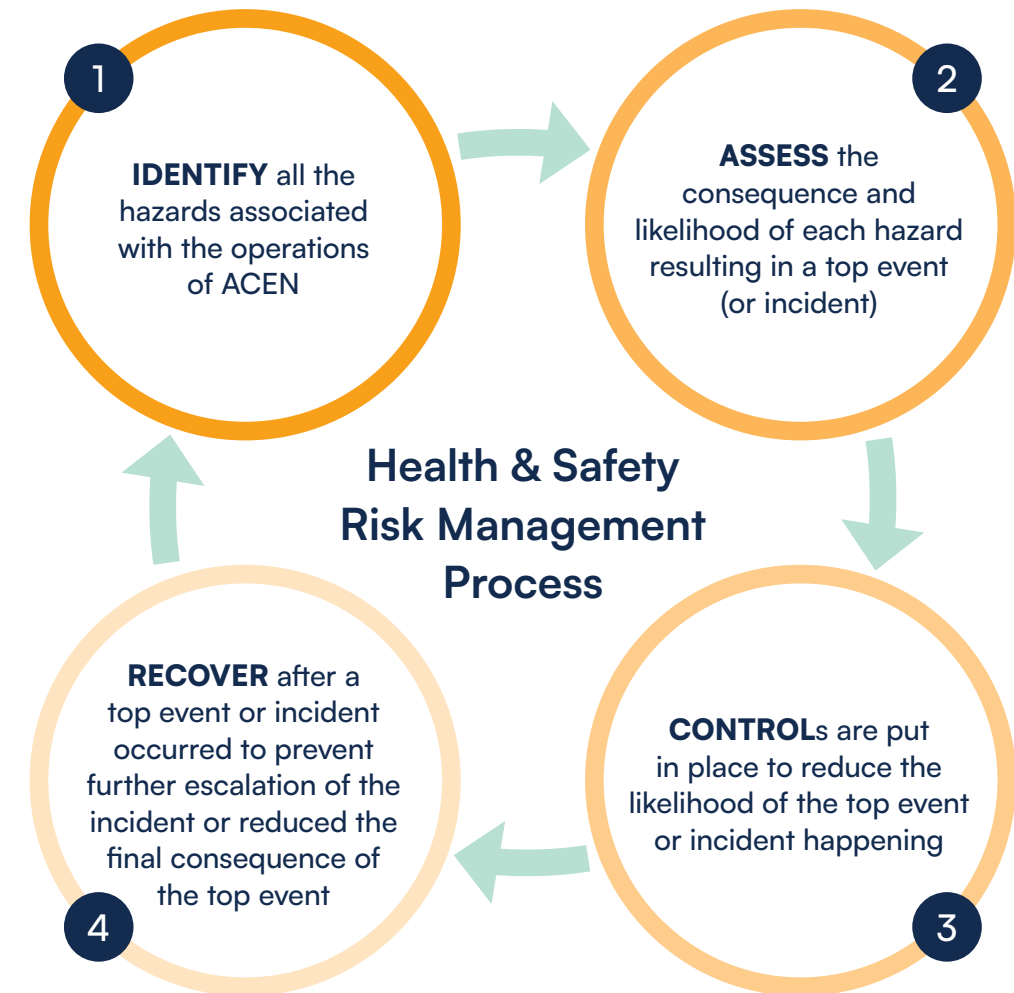 1
IDENTIFY all the
hazards associated
with the operations
of ACEN
2
ASSESS the
consequence and
likelihood of each hazard
resulting in a top event
(or incident)
Health & Safety
Risk Management
Process
CONTROLs are put
in place to reduce the
likelihood of the top event
or incident happening
3
RECOVER after a
top event or incident
occurred to prevent
further escalation of the
incident or reduced the
final consequence of
the top event
4